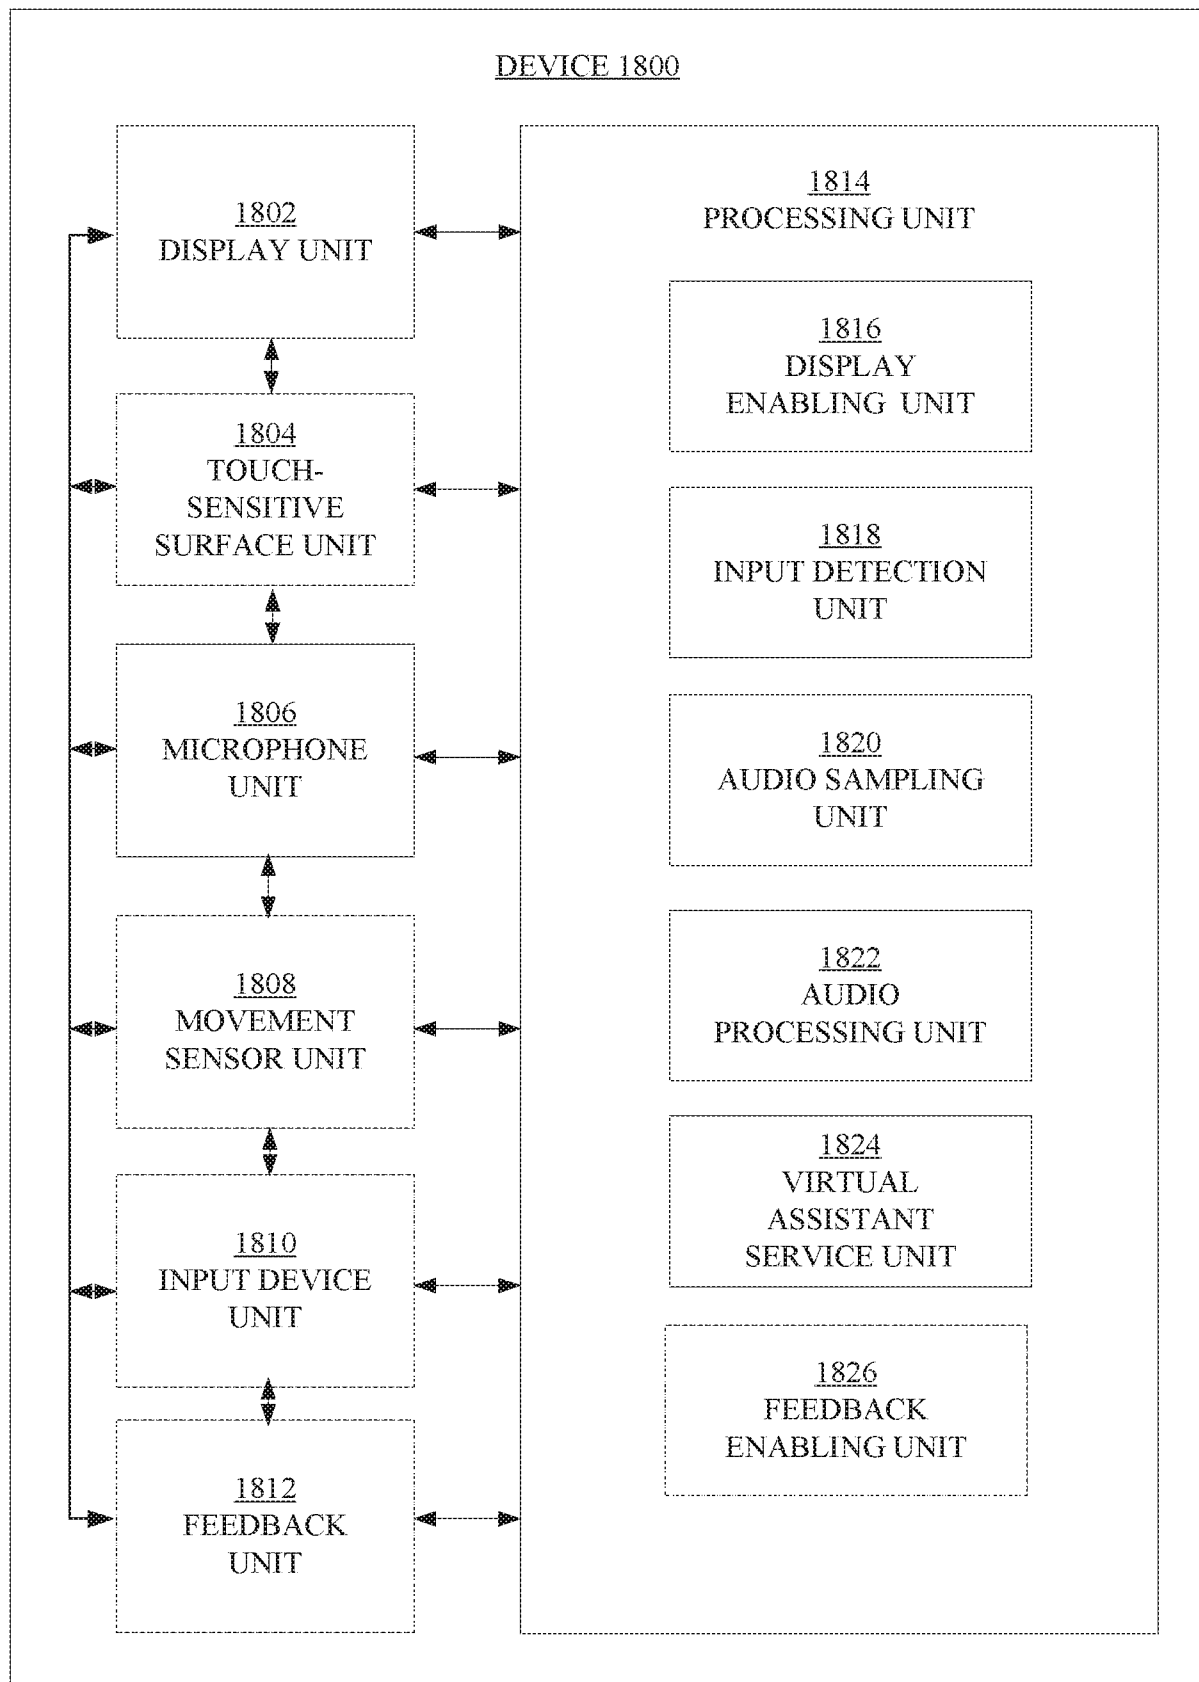 DEVICE 1800
1802
DISPLAY UNIT
1804
TOUCH-
SENSITIVE
SURFACE UNIT
1806
MICROPHONE
UNIT
1808
MOVEMENT
SENSOR UNIT
1810
INPUT DEVICE
UNIT
1812
FEEDBACK
UNIT
1814
PROCESSING UNIT
1816
DISPLAY
ENABLING UNIT
1818
INPUT DETECTION
UNIT
1820
AUDIO SAMPLING
UNIT
1822
AUDIO
PROCESSING UNIT
1824
VIRTUAL
ASSISTANT
SERVICE UNIT
1826
FEEDBACK
ENABLING UNIT